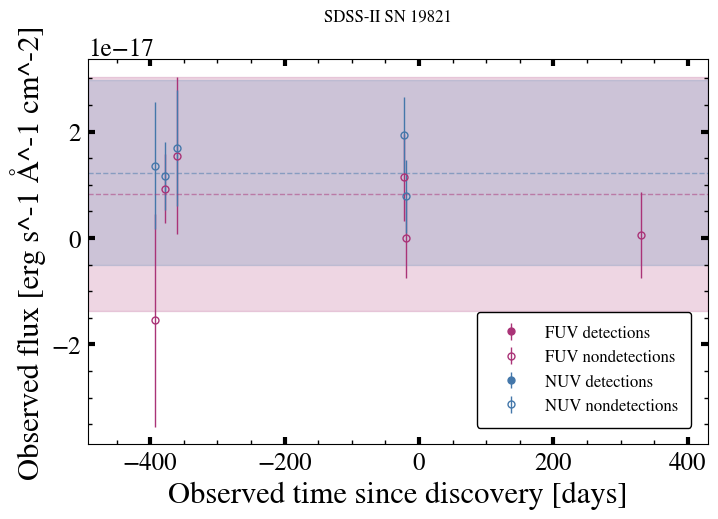 SDSS-II SN 19821
1e−17
Observed flux [erg s^-1 Å^-1 cm^-2]
2
0
−2
FUV detections
FUV nondetections
NUV detections
NUV nondetections
−400
−200
0
200
400
Observed time since discovery [days]